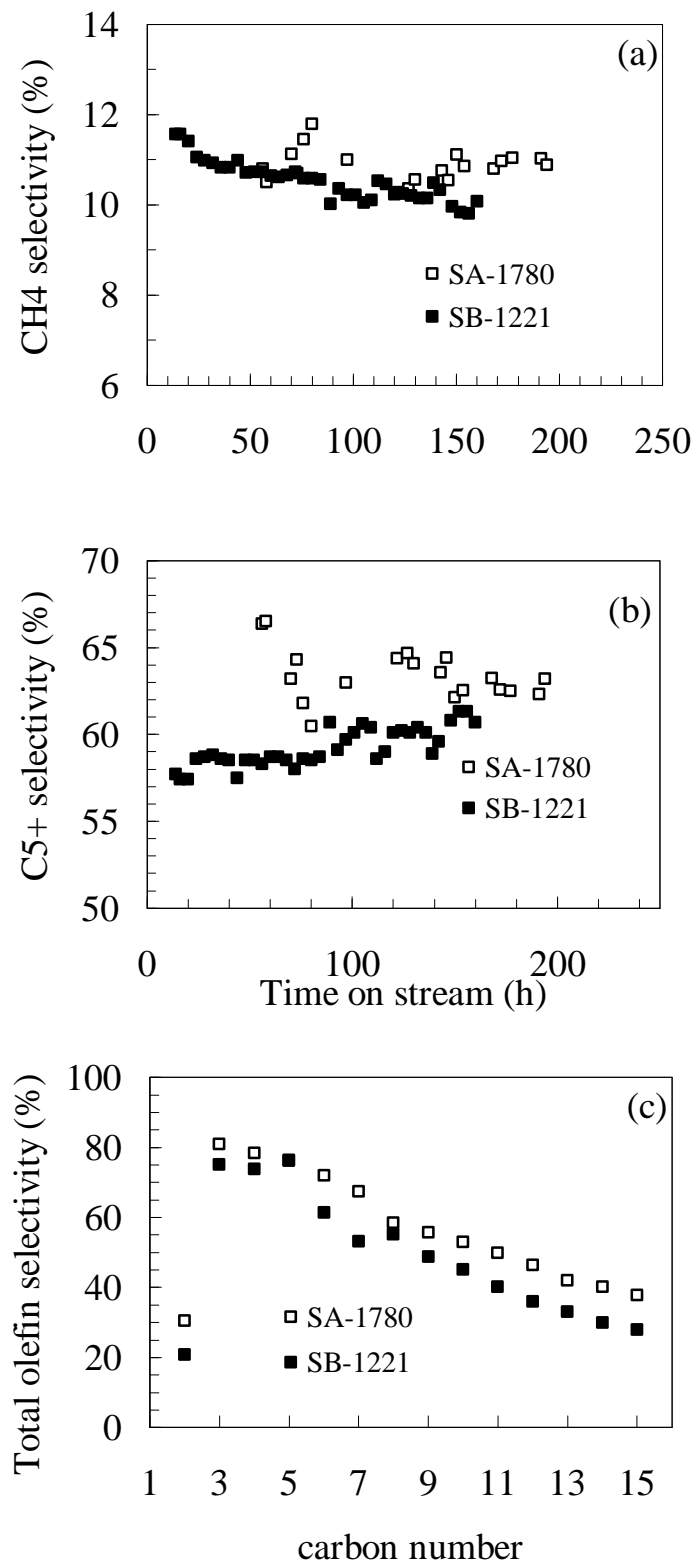 14
(a)
12
10
8
6
CH4 selectivity (%)
SA-1780
SB-1221
0 50 100 150 200 250
70
(b)
65
60
55
50
C5+ selectivity (%)
SA-1780
SB-1221
0 100 200
Time on stream (h)
100
(c)
80
60
40
20
0
Total olefin selectivity (%)
SA-1780
SB-1221
1 3 5 7 9 11 13 15
carbon number